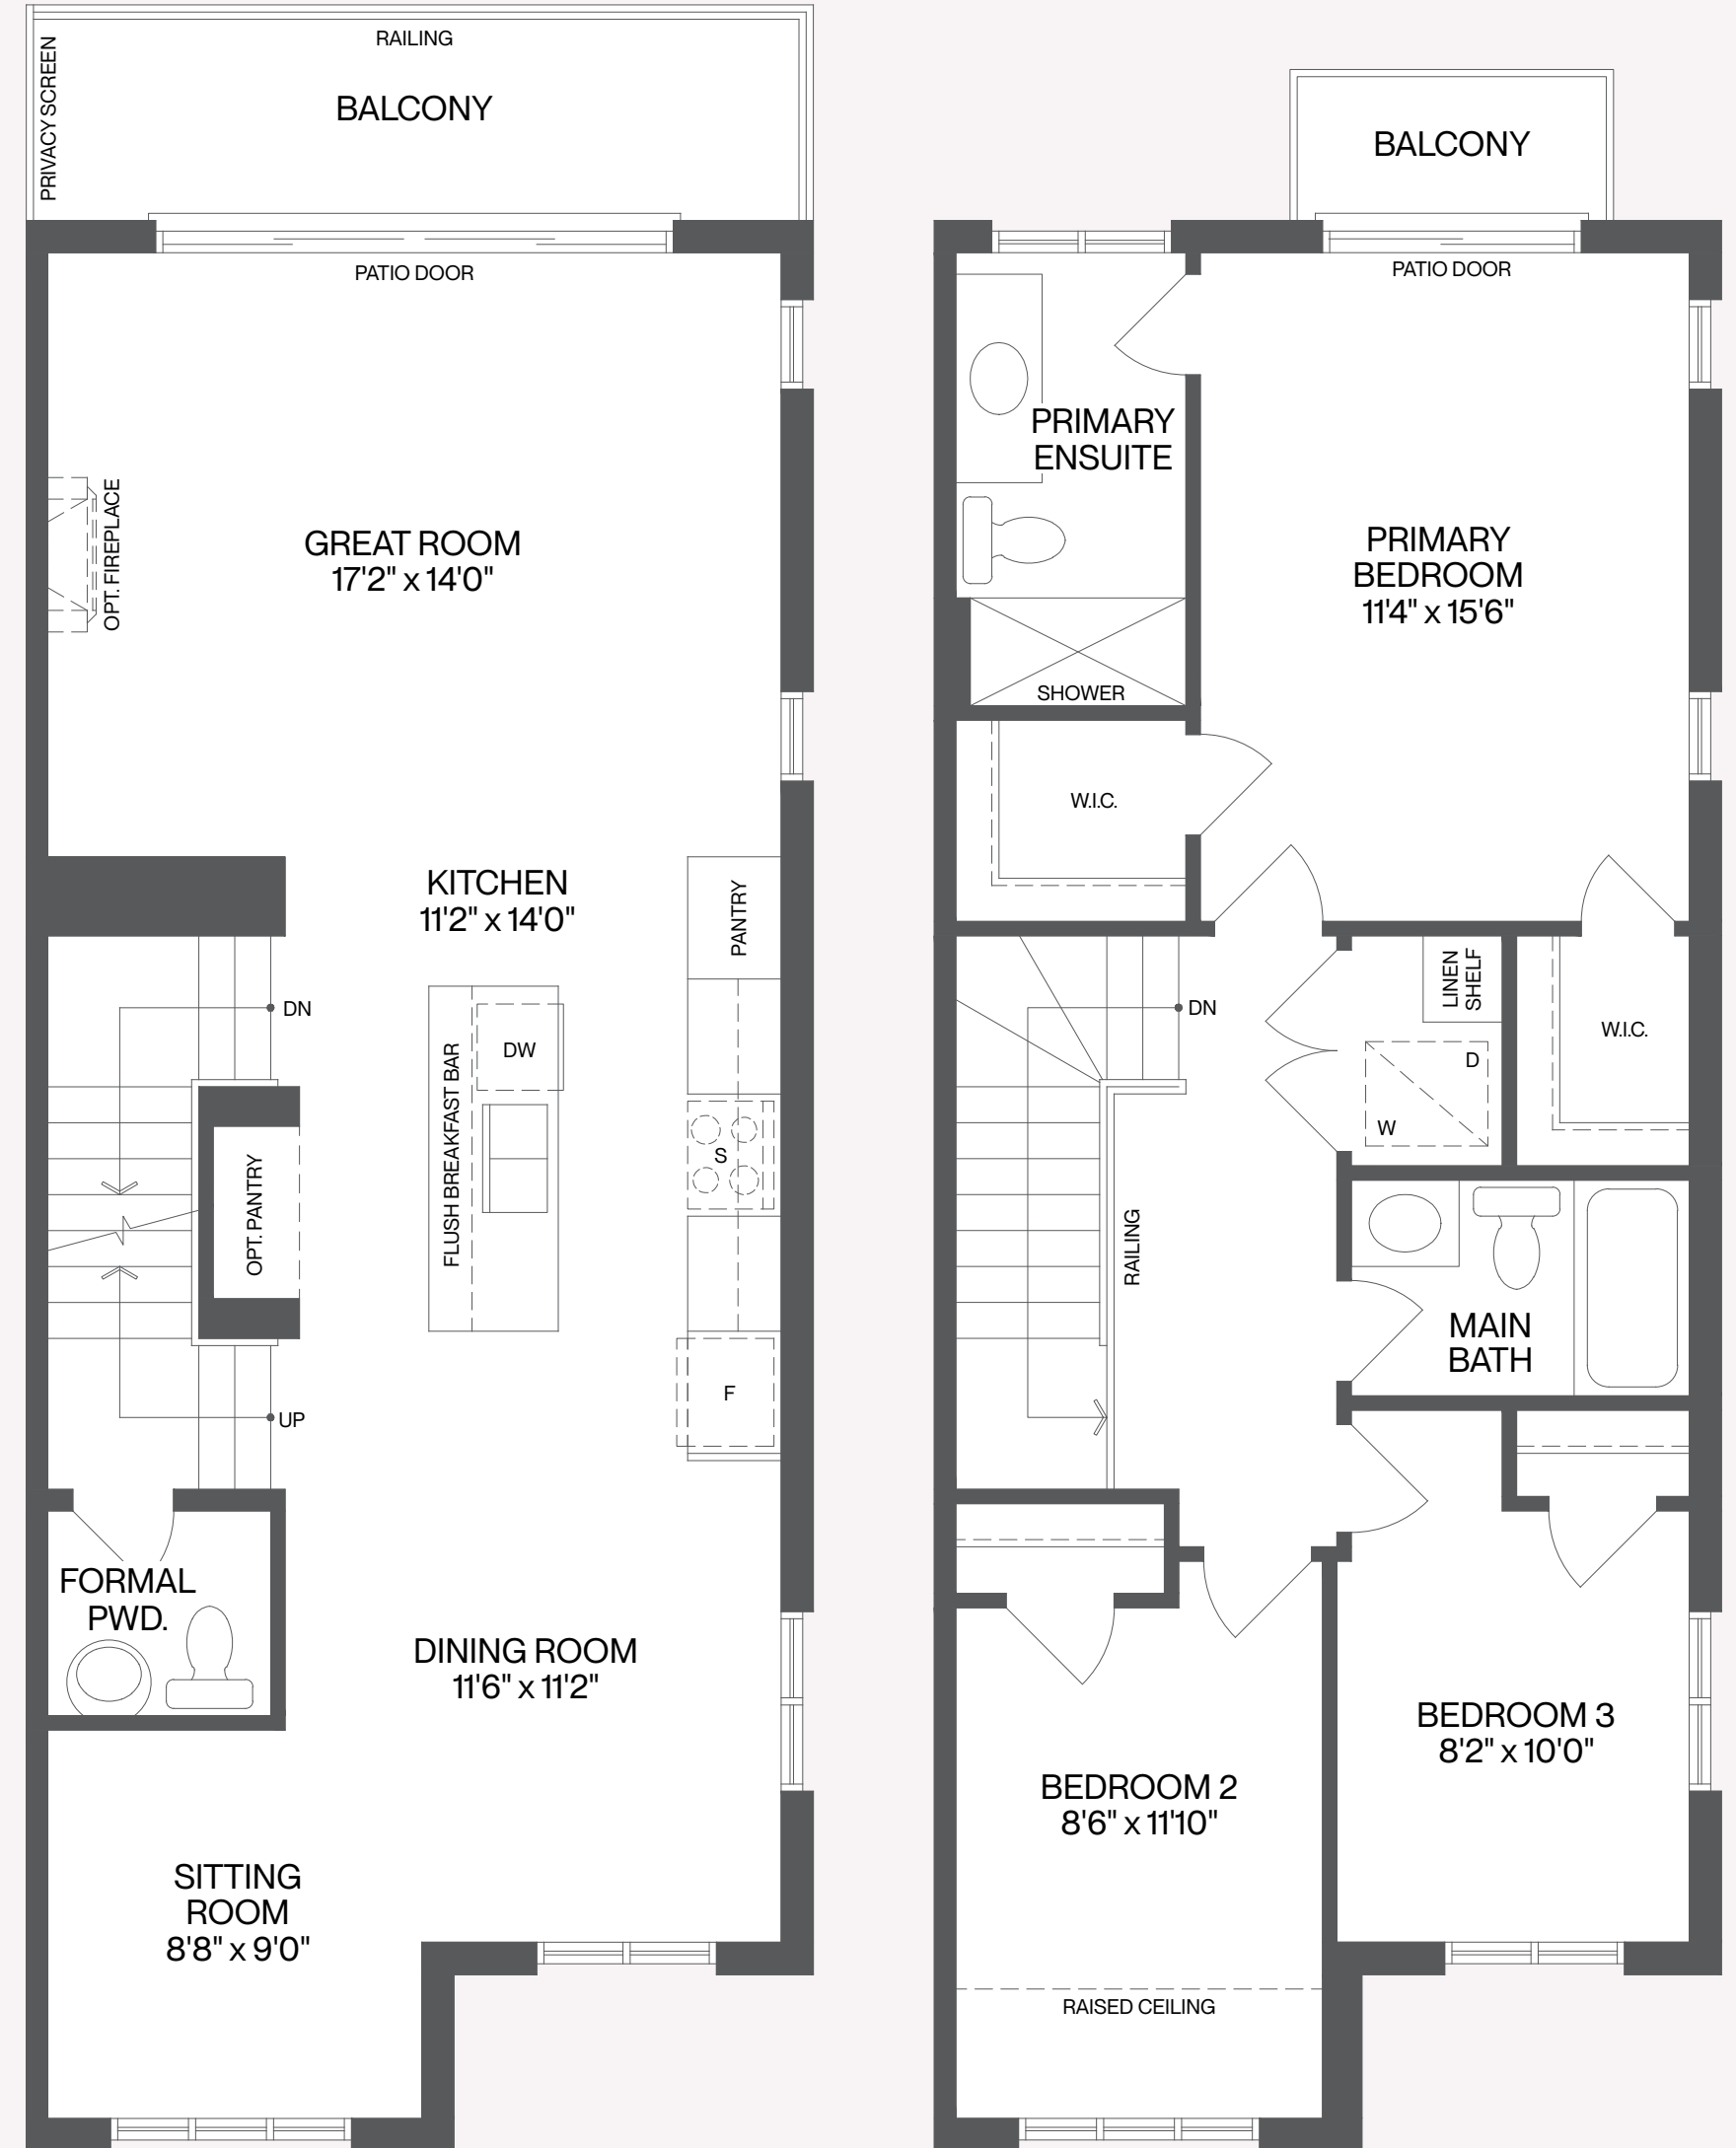 RAILING
PRIVACY SCREEN
BALCONY
PATIO DOOR
OPT. FIREPLACE
GREAT ROOM
17'2" x 14'0"
KITCHEN
11'2" x 14'0"
PANTRY
DN
DW
FLUSH BREAKFAST BAR
S
OPT. PANTRY
F
UP
FORMAL
PWD.
DINING ROOM
11'6" x 11'2"
SITTING
ROOM
8'8" x 9'0"
BALCONY
PATIO DOOR
PRIMARY
ENSUITE
PRIMARY
BEDROOM
11'4" x 15'6"
SHOWER
W.I.C.
LINEN
SHELF
DN
W.I.C.
D
W
RAILING
MAIN
BATH
BEDROOM 3
8'2" x 10'0"
BEDROOM 2
8'6" x 11'10"
RAISED CEILING